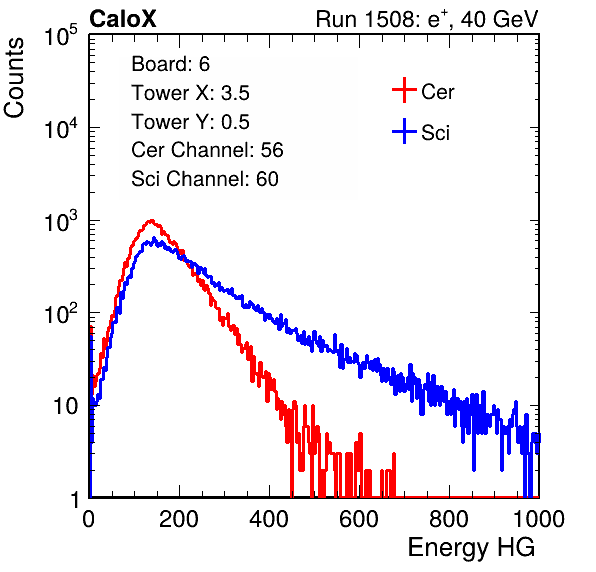 CaloX Run 1508: e⁺, 40 GeV
Counts
10⁵
10⁴
10³
10²
10
1
Board: 6
Tower X: 3.5
Tower Y: 0.5
Cer Channel: 56
Sci Channel: 60
Cer
Sci
0 200 400 600 800 1000
Energy HG